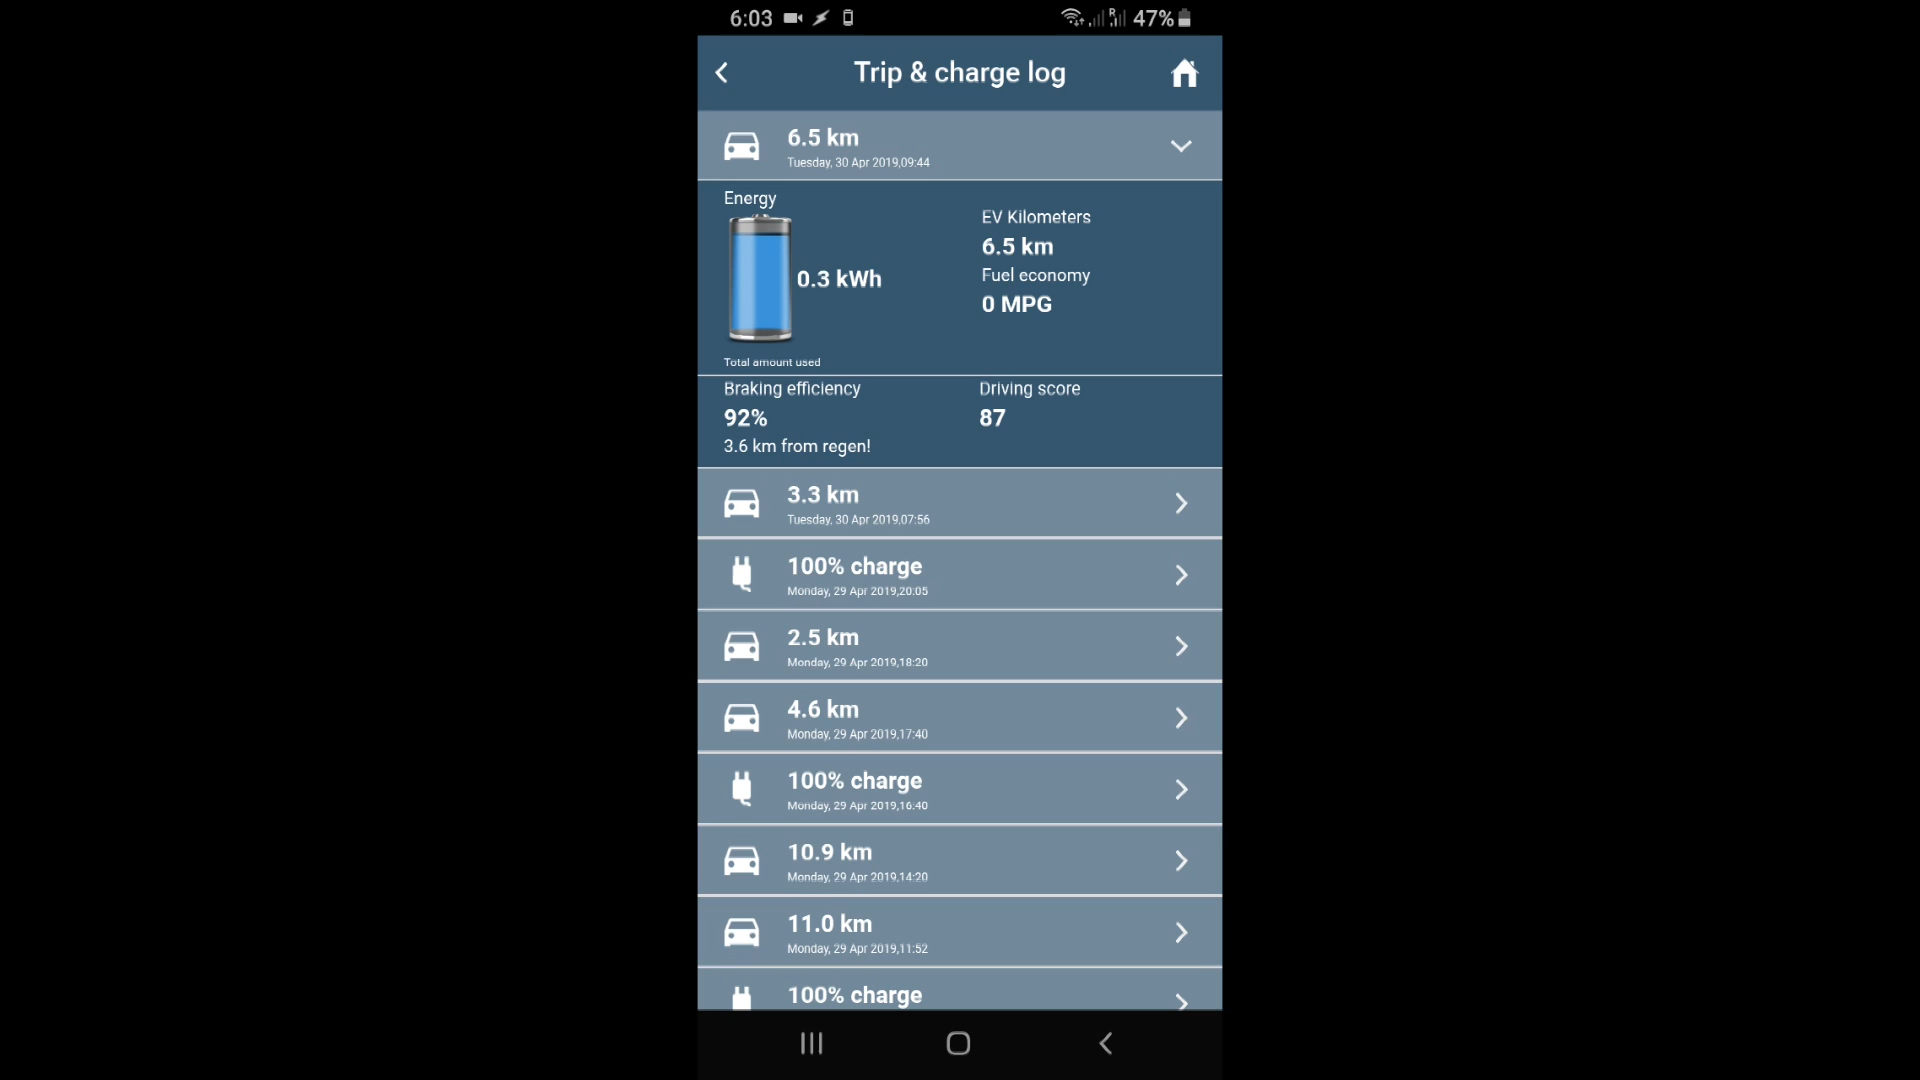 6:03 R 47%
Trip & charge log
6.5 km
Tuesday, 30 Apr 2019,09:44
Energy
0.3 kWh
Total amount used
EV Kilometers
6.5 km
Fuel economy
0 MPG
Braking efficiency
92%
3.6 km from regen!
Driving score
87
3.3 km
Tuesday, 30 Apr 2019,07:56
100% charge
Monday, 29 Apr 2019,20:05
2.5 km
Monday, 29 Apr 2019,18:20
4.6 km
Monday, 29 Apr 2019,17:40
100% charge
Monday, 29 Apr 2019,16:40
10.9 km
Monday, 29 Apr 2019,14:20
11.0 km
Monday, 29 Apr 2019,11:52
100% charge